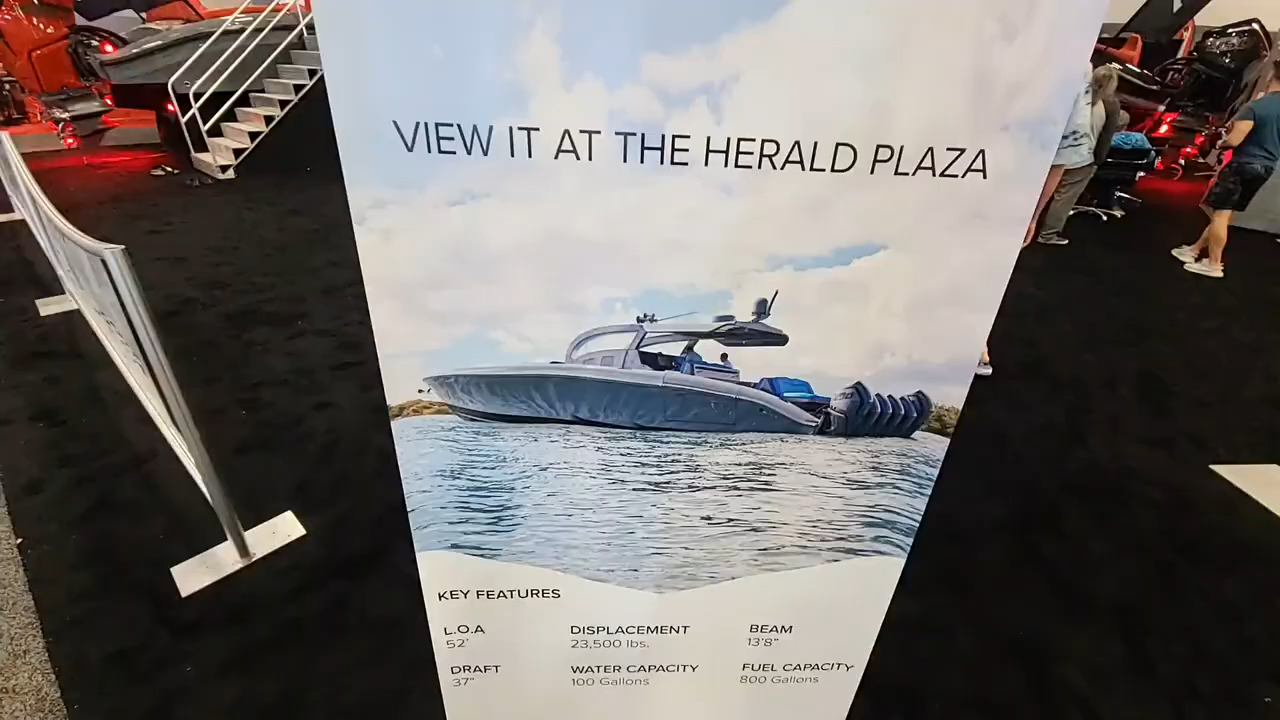 VIEW IT AT THE HERALD PLAZA
KEY FEATURES
L.O.A DISPLACEMENT BEAM
52' 23,500 lbs. 13'8"
DRAFT WATER CAPACITY FUEL CAPACITY
37" 100 Gallons 800 Gallons